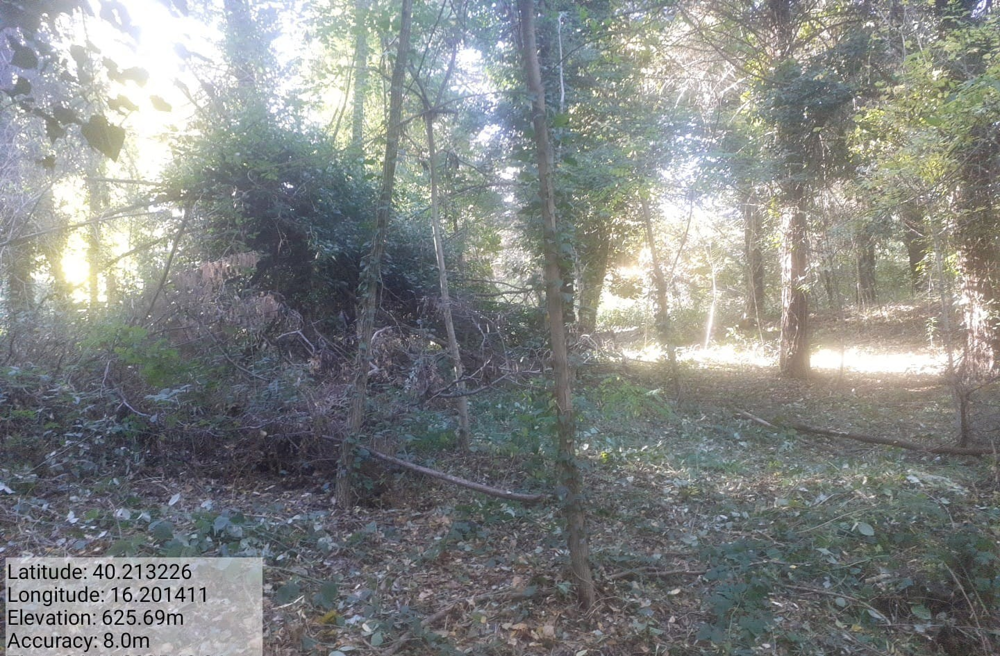 Latitude: 40.213226
Longitude: 16.201411
Elevation: 625.69m
Accuracy: 8.0m